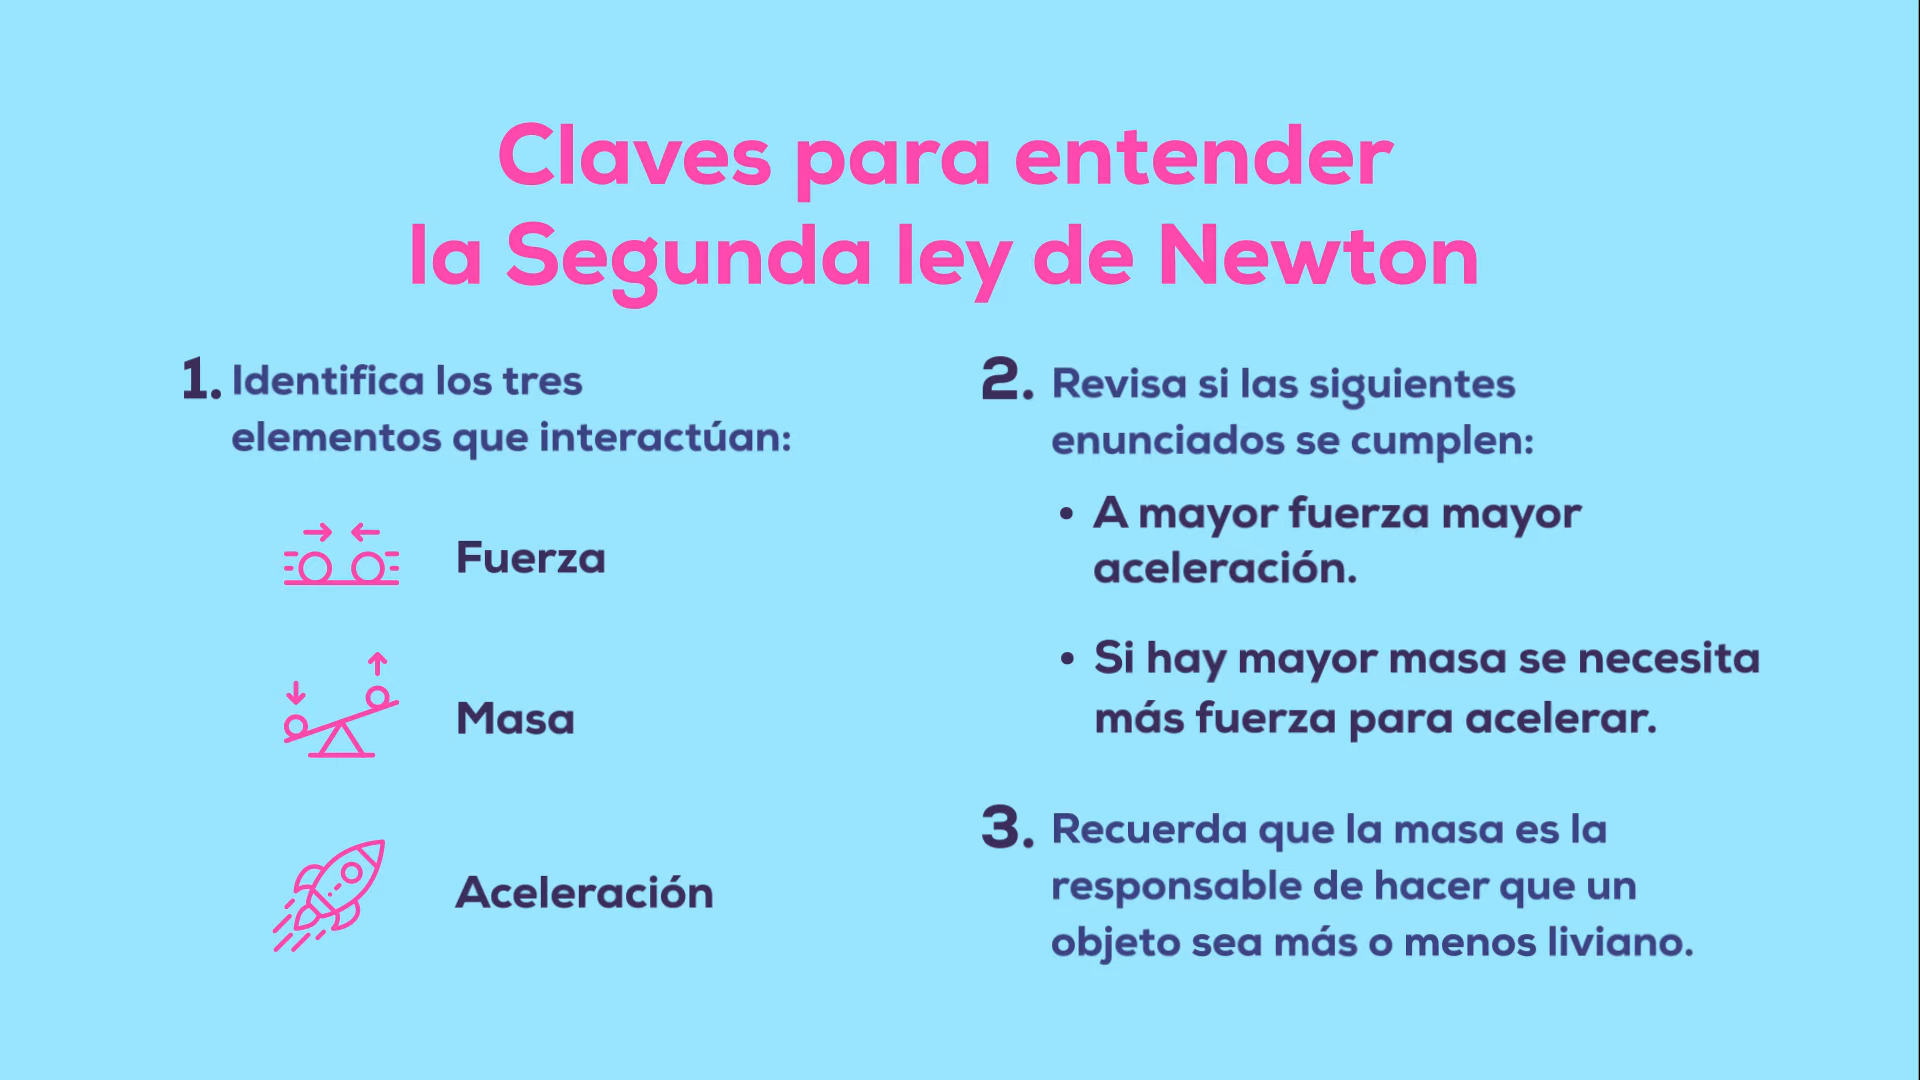 Claves para entender
la Segunda ley de Newton
1. Identifica los tres
elementos que interactúan:
Fuerza
Masa
Aceleración
2. Revisa si las siguientes
enunciados se cumplen:
• A mayor fuerza mayor
aceleración.
• Si hay mayor masa se necesita
más fuerza para acelerar.
3. Recuerda que la masa es la
responsable de hacer que un
objeto sea más o menos liviano.